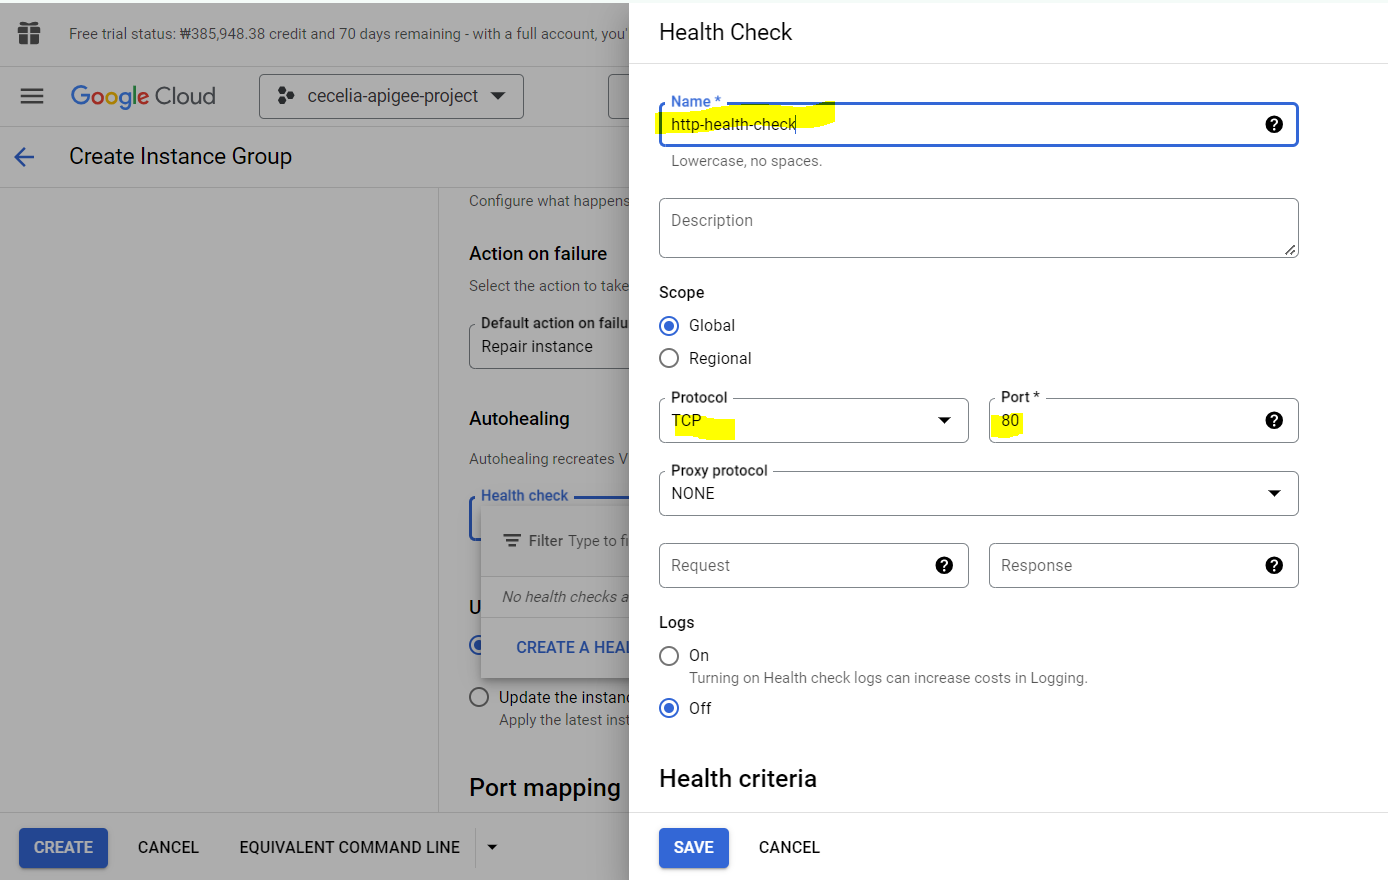 Free trial status: ₩385,948.38 credit and 70 days remaining - with a full account, you'
Google Cloud
cecelia-apigee-project
Create Instance Group
Configure what happens
Action on failure
Select the action to take
Default action on failu
Repair instance
Autohealing
Autohealing recreates V
Health check
Filter Type to fi
No health checks a
CREATE A HEAL
U
Update the instanc
Apply the latest inst
Port mapping
CREATE
CANCEL
EQUIVALENT COMMAND LINE
Health Check
Name *
http-health-check
Lowercase, no spaces.
Description
Scope
Global
Regional
Protocol
TCP
Port *
80
Proxy protocol
NONE
Request
Response
Logs
On
Turning on Health check logs can increase costs in Logging.
Off
Health criteria
SAVE
CANCEL